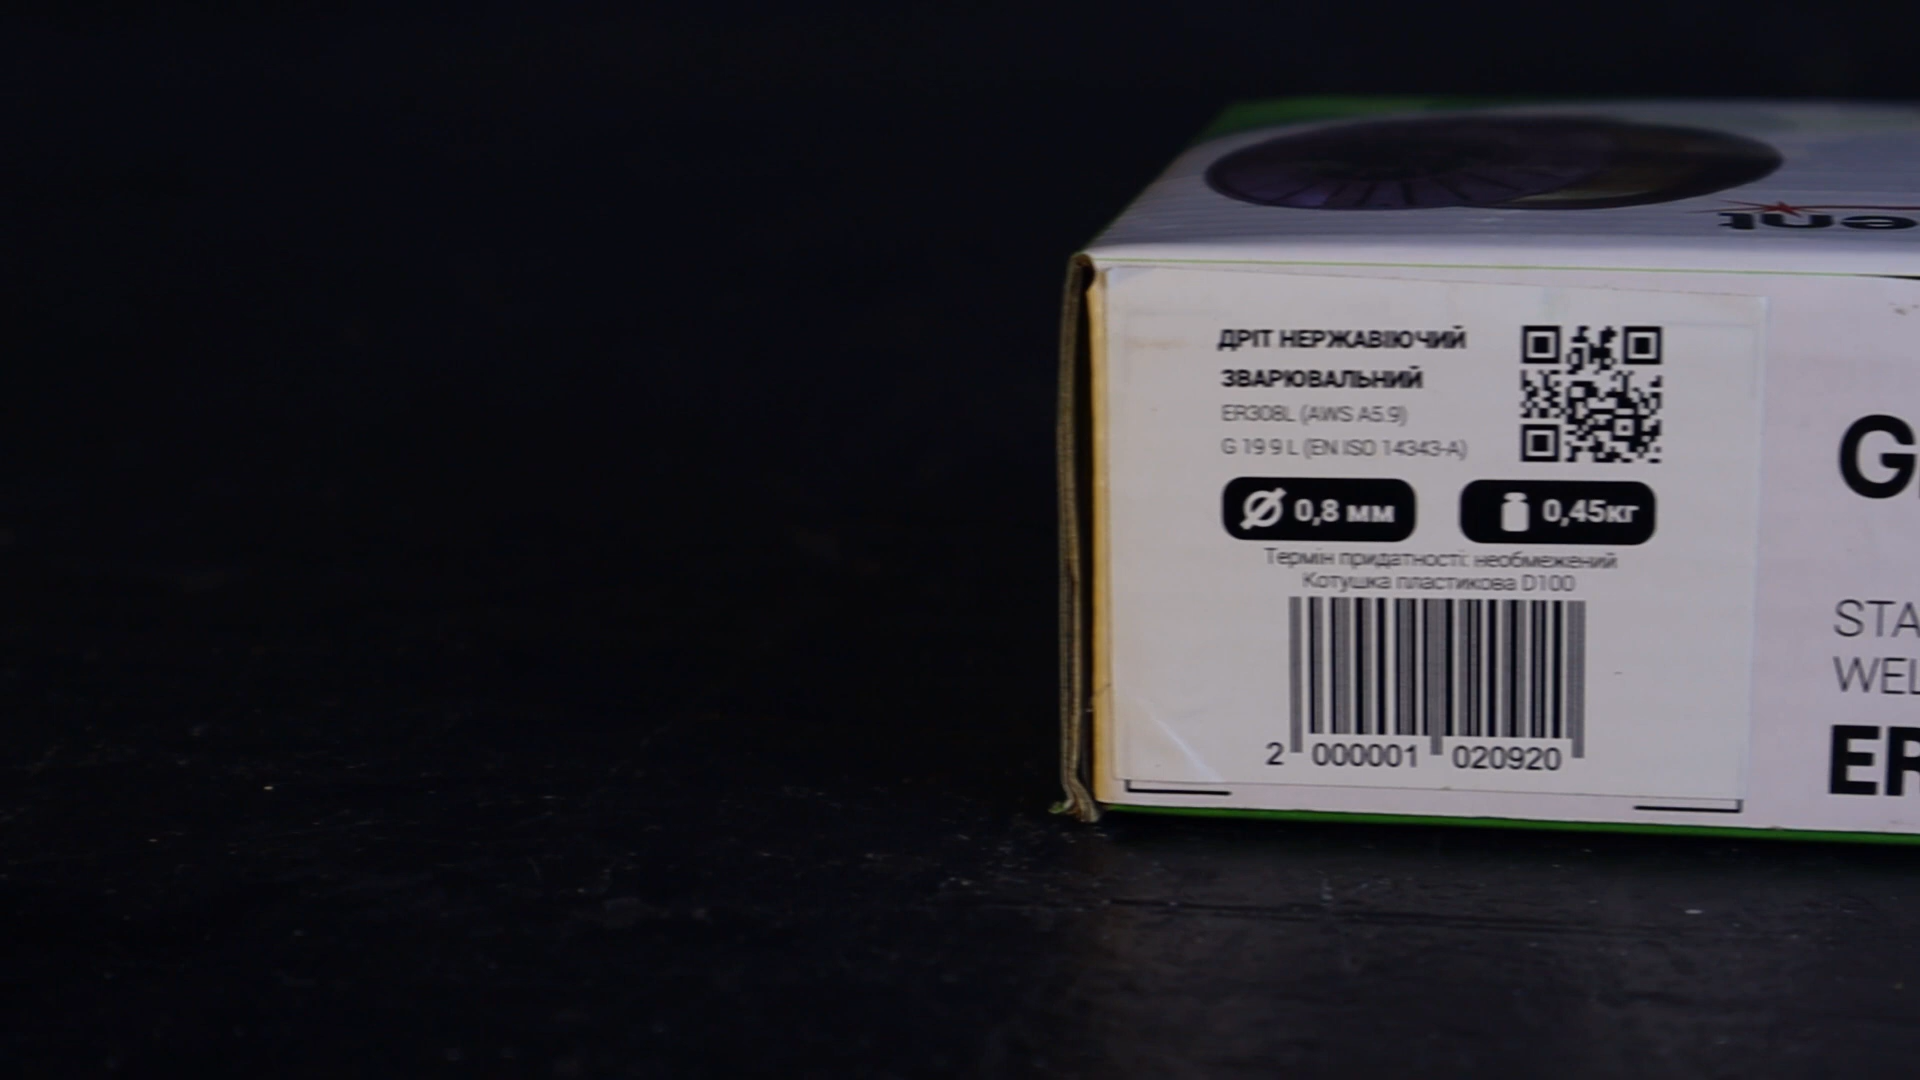 ent
ДРІТ НЕРЖАВІЮЧИЙ
ЗВАРЮВАЛЬНИЙ
ER308L (AWS A5.9)
G 19 9 L (EN ISO 14343-A)
0,8 мм
0,45кг
Термін придатності: необмежений
Котушка пластикова D100
2 000001 020920
G
STA
WEL
ER